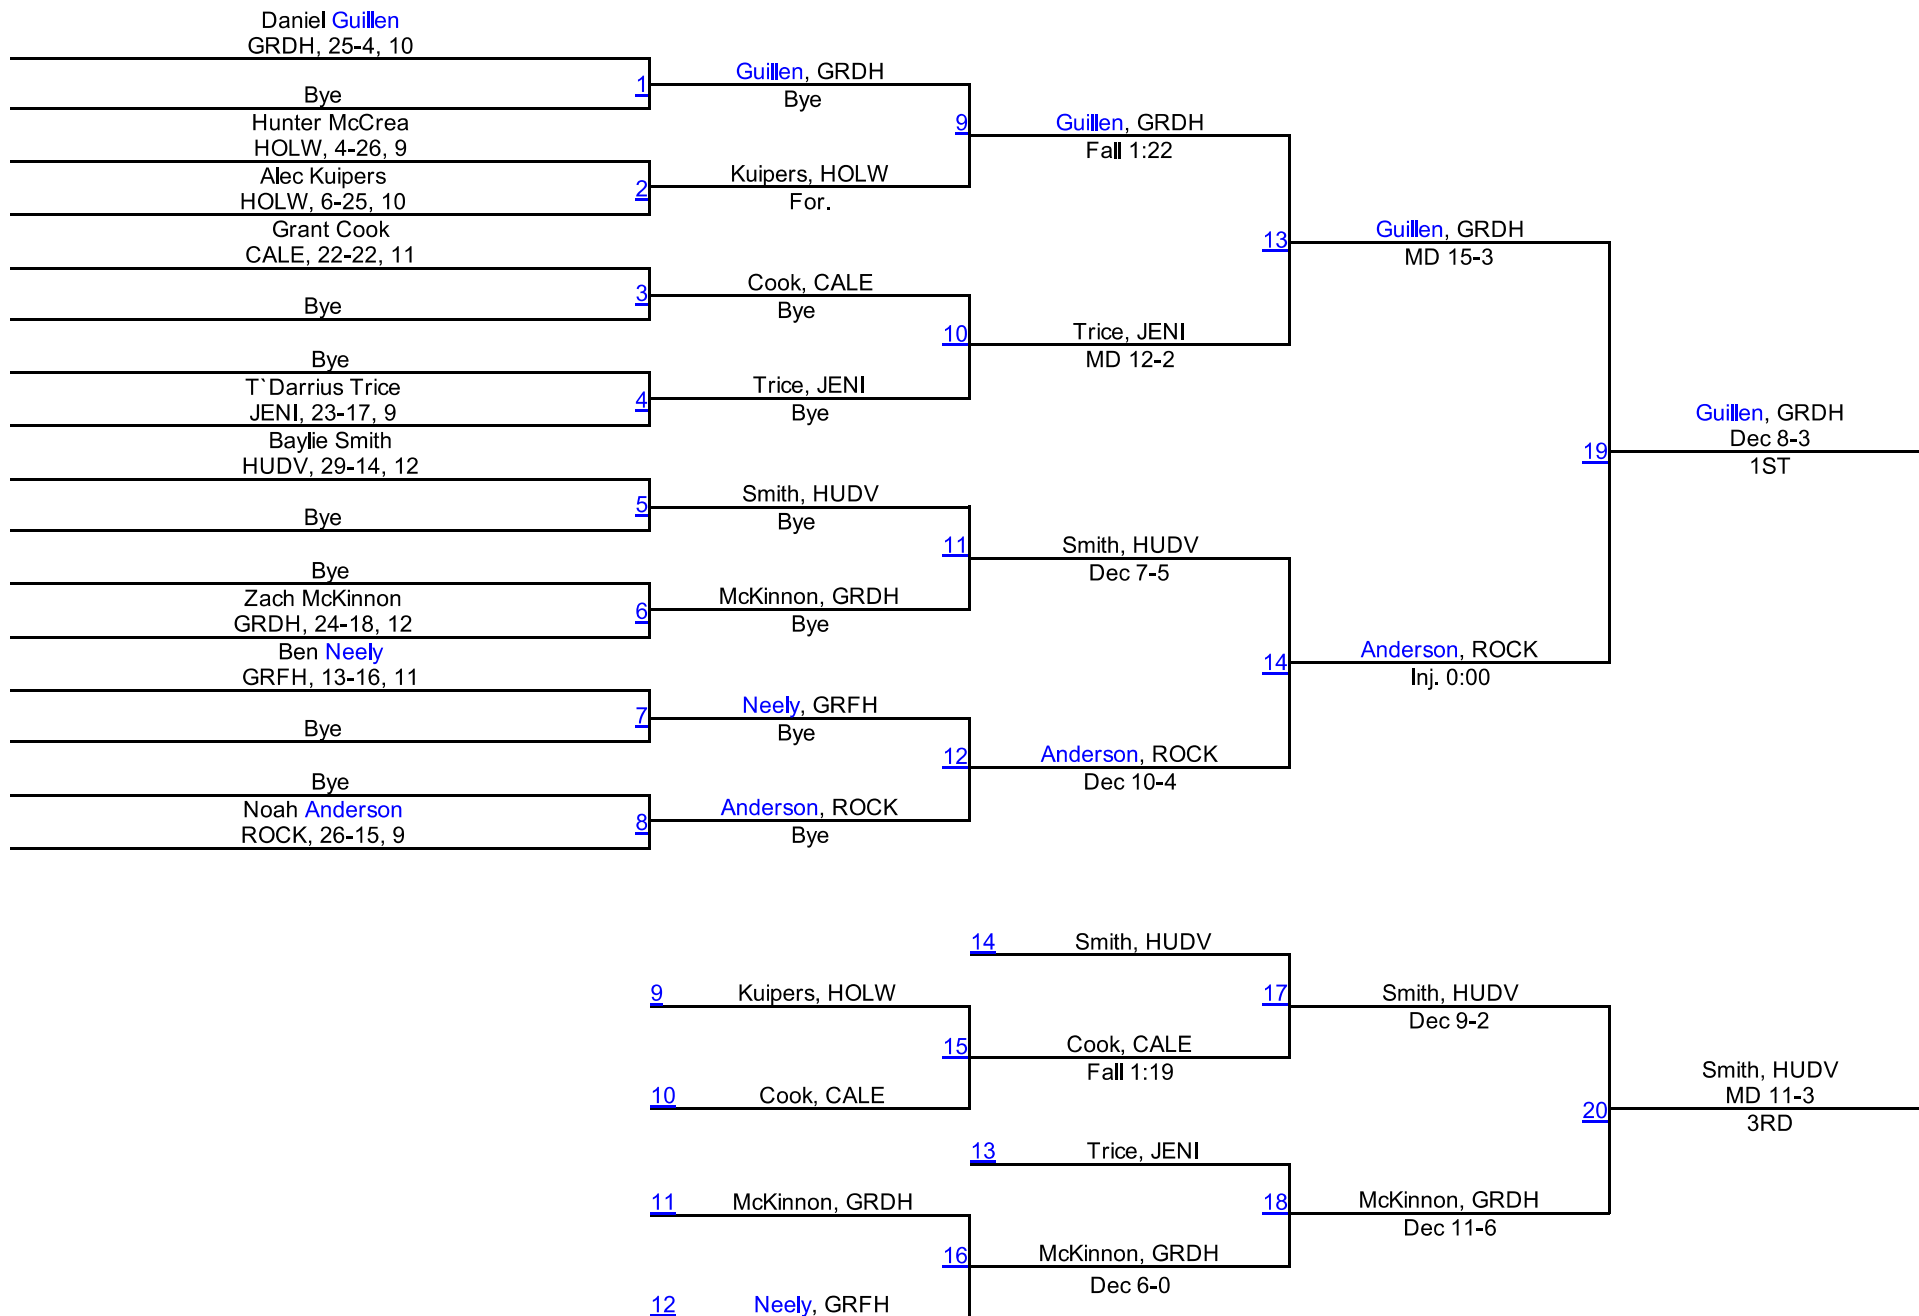 Daniel Guillen
GRDH, 25-4, 10
Bye
1
Hunter McCrea
HOLW, 4-26, 9
Alec Kuipers
HOLW, 6-25, 10
2
Grant Cook
CALE, 22-22, 11
Bye
3
Bye
T`Darrius Trice
JENI, 23-17, 9
4
Baylie Smith
HUDV, 29-14, 12
Bye
5
Bye
Zach McKinnon
GRDH, 24-18, 12
6
Ben Neely
GRFH, 13-16, 11
Bye
7
Bye
Noah Anderson
ROCK, 26-15, 9
8
Guillen, GRDH
Bye
9
Kuipers, HOLW
For.
Cook, CALE
Bye
10
Trice, JENI
Bye
Smith, HUDV
Bye
11
McKinnon, GRDH
Bye
Neely, GRFH
Bye
12
Anderson, ROCK
Bye
Guillen, GRDH
Fall 1:22
13
Trice, JENI
MD 12-2
Smith, HUDV
Dec 7-5
14
Anderson, ROCK
Dec 10-4
Guillen, GRDH
MD 15-3
19
Anderson, ROCK
Inj. 0:00
Guillen, GRDH
Dec 8-3
1ST
14 Smith, HUDV
9 Kuipers, HOLW
17
15
Cook, CALE
Fall 1:19
10 Cook, CALE
Smith, HUDV
Dec 9-2
13 Trice, JENI
11 McKinnon, GRDH
18
16
McKinnon, GRDH
Dec 6-0
12 Neely, GRFH
McKinnon, GRDH
Dec 11-6
20
Smith, HUDV
MD 11-3
3RD